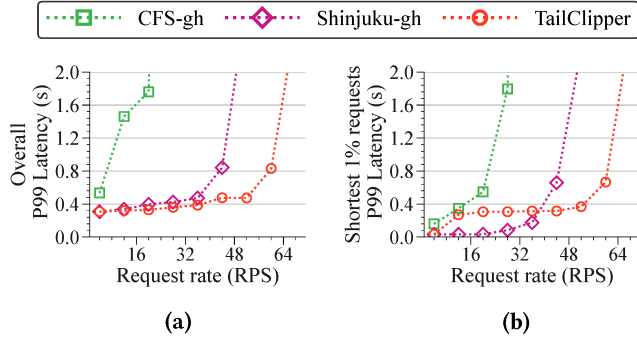 CFS-gh Shinjuku-gh TailClipper
Overall
P99 Latency (s)
2.0
1.6
1.2
0.8
0.4
0.0
16 32 48 64
Request rate (RPS)
(a)
Shortest 1% requests
P99 Latency (s)
2.0
1.6
1.2
0.8
0.4
0.0
16 32 48 64
Request rate (RPS)
(b)